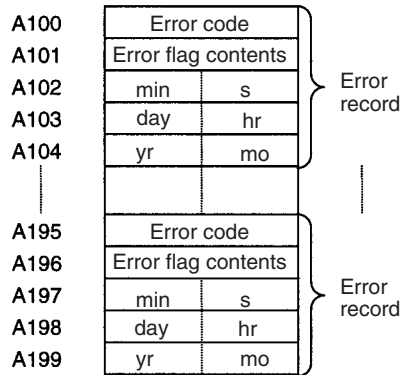 A100 Error code
A101 Error flag contents
A102 min s
A103 day hr
A104 yr mo
Error
record
A195 Error code
A196 Error flag contents
A197 min s
A198 day hr
A199 yr mo
Error
record